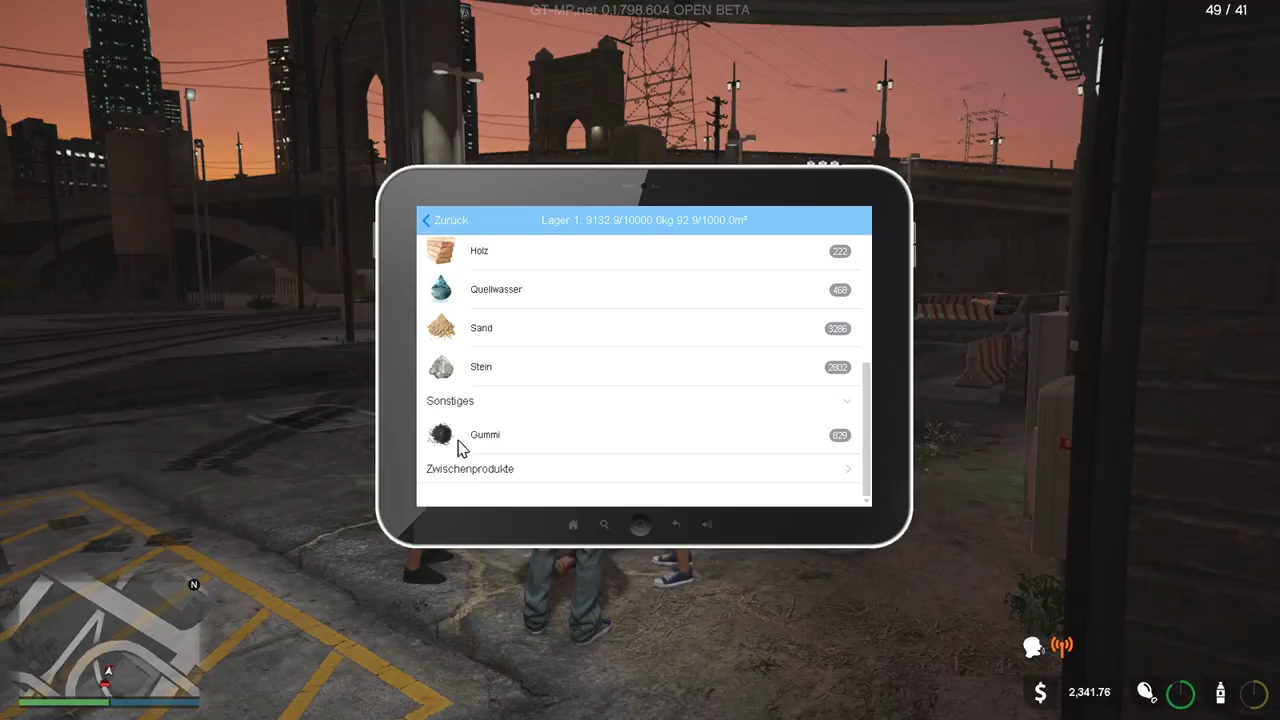 GT-MP.net 0.1.798.604 OPEN BETA
49 / 41
Zurück
Lager 1: 9132.9/10000.0kg 92.9/1000.0m³
Holz
222
Quellwasser
468
Sand
3286
Stein
2802
Sonstiges
Gummi
829
Zwischenprodukte
N
$ 2,341.76